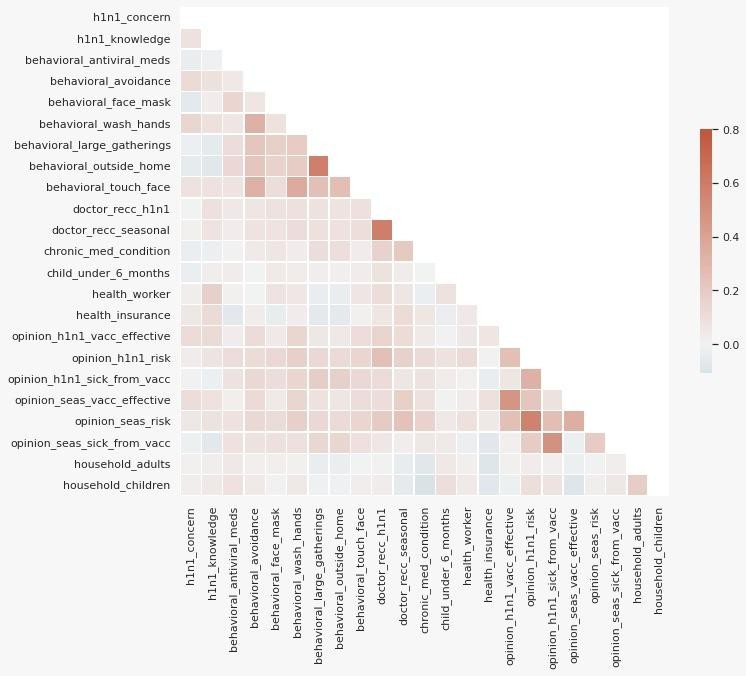 h1n1_concern
h1n1_knowledge
behavioral_antiviral_meds
behavioral_avoidance
behavioral_face_mask
behavioral_wash_hands
behavioral_large_gatherings
behavioral_outside_home
behavioral_touch_face
doctor_recc_h1n1
doctor_recc_seasonal
chronic_med_condition
child_under_6_months
health_worker
health_insurance
opinion_h1n1_vacc_effective
opinion_h1n1_risk
opinion_h1n1_sick_from_vacc
opinion_seas_vacc_effective
opinion_seas_risk
opinion_seas_sick_from_vacc
household_adults
household_children
h1n1_concern
h1n1_knowledge
behavioral_antiviral_meds
behavioral_avoidance
behavioral_face_mask
behavioral_wash_hands
behavioral_large_gatherings
behavioral_outside_home
behavioral_touch_face
doctor_recc_h1n1
doctor_recc_seasonal
chronic_med_condition
child_under_6_months
health_worker
health_insurance
opinion_h1n1_vacc_effective
opinion_h1n1_risk
opinion_h1n1_sick_from_vacc
opinion_seas_vacc_effective
opinion_seas_risk
opinion_seas_sick_from_vacc
household_adults
household_children
0.8
0.6
0.4
0.2
0.0